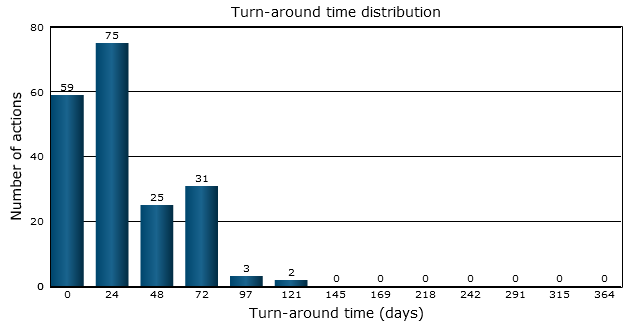 Turn-around time distribution
Number of actions
80
60
40
20
0
59
75
25
31
3
2
0 0 0 0 0 0 0
0 24 48 72 97 121 145 169 218 242 291 315 364
Turn-around time (days)